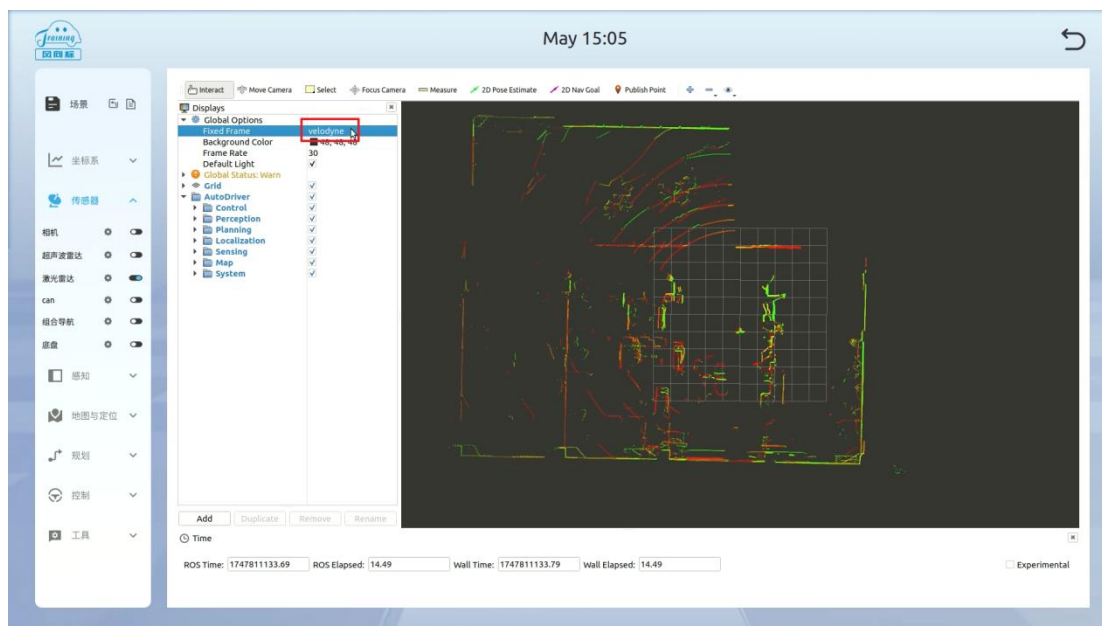 Training
风向标
May 15:05
场景
坐标系
传感器
相机
超声波雷达
激光雷达
can
组合导航
底盘
感知
地图与定位
规划
控制
工具
Interact Move Camera Select Focus Camera Measure 2D Pose Estimate 2D Nav Goal Publish Point
Displays
Global Options
Fixed Frame velodyne
Background Color 48; 48; 48
Frame Rate 30
Default Light
Global Status: Warn
Grid
AutoDriver
Control
Perception
Planning
Localization
Sensing
Map
System
Add Duplicate Remove Rename
Time
ROS Time: 1747811133.69 ROS Elapsed: 14.49 Wall Time: 1747811133.79 Wall Elapsed: 14.49 Experimental